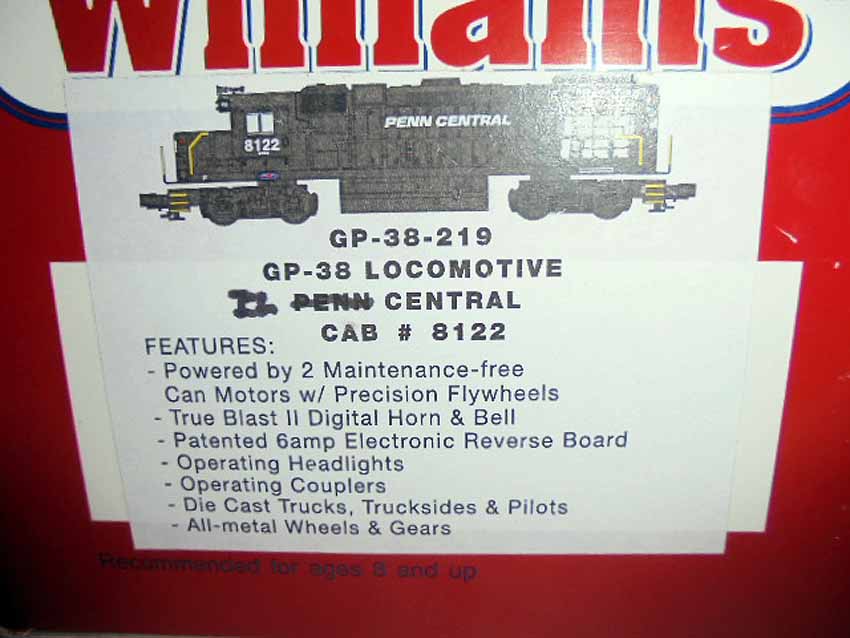 Williams
PENN CENTRAL
8122
GP-38-219
GP-38 LOCOMOTIVE
IL PENN CENTRAL
CAB # 8122
FEATURES:
- Powered by 2 Maintenance-free
Can Motors w/ Precision Flywheels
- True Blast II Digital Horn & Bell
- Patented 6amp Electronic Reverse Board
- Operating Headlights
- Operating Couplers
- Die Cast Trucks, Trucksides & Pilots
- All-metal Wheels & Gears
Recommended for ages 8 and up